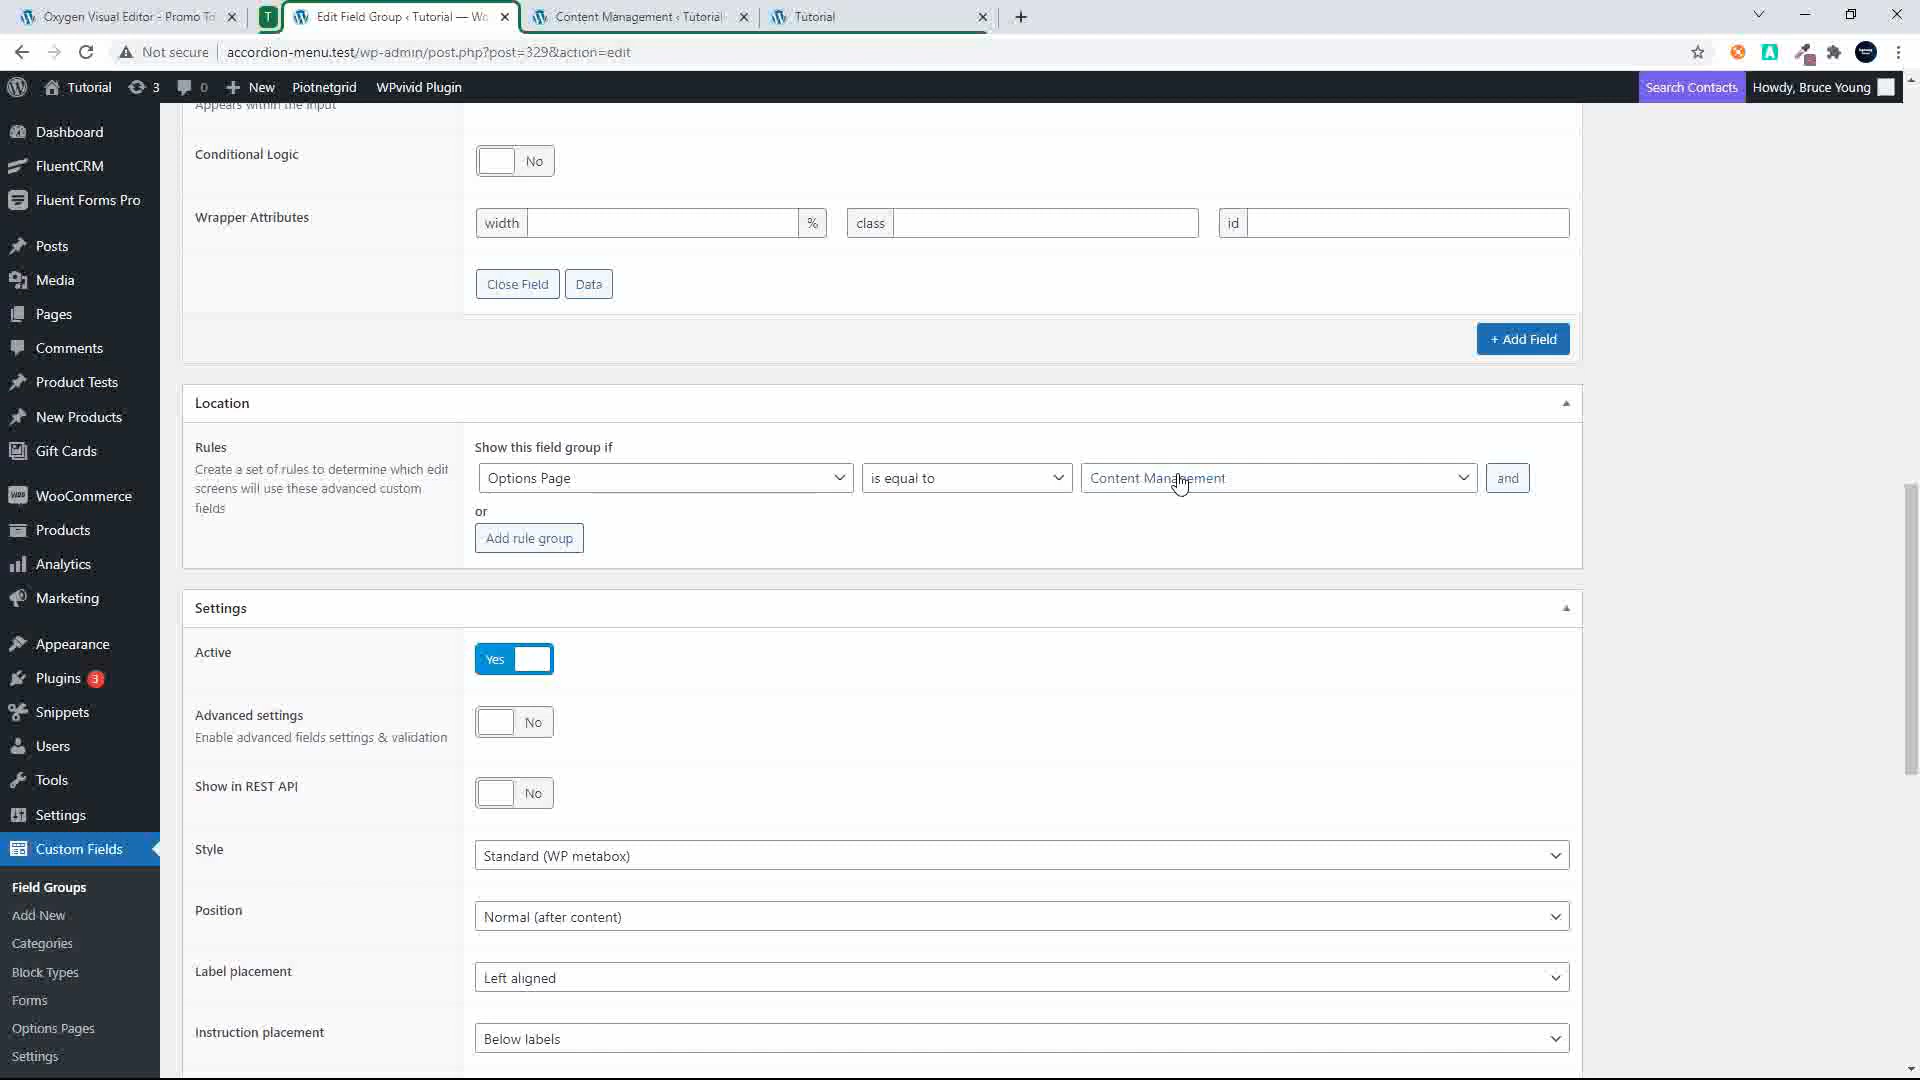 Oxygen Visual Editor - Promo To
T
Edit Field Group ‹ Tutorial — Wo
Content Management ‹ Tutorial
Tutorial
Not secure
accordion-menu.test/wp-admin/post.php?post=329&action=edit
Tutorial
3
0
New
Piotnetgrid
WPvivid Plugin
Search Contacts
Howdy, Bruce Young
Dashboard
FluentCRM
Fluent Forms Pro
Posts
Media
Pages
Comments
Product Tests
New Products
Gift Cards
WooCommerce
Products
Analytics
Marketing
Appearance
Plugins 3
Snippets
Users
Tools
Settings
Custom Fields
Field Groups
Add New
Categories
Block Types
Forms
Options Pages
Settings
Appears within the input
Conditional Logic
No
Wrapper Attributes
width % class id
Close Field Data
+ Add Field
Location
Rules
Create a set of rules to determine which edit
screens will use these advanced custom
fields
Show this field group if
Options Page is equal to Content Management and
or
Add rule group
Settings
Active
Yes
Advanced settings
Enable advanced fields settings & validation
No
Show in REST API
No
Style
Standard (WP metabox)
Position
Normal (after content)
Label placement
Left aligned
Instruction placement
Below labels